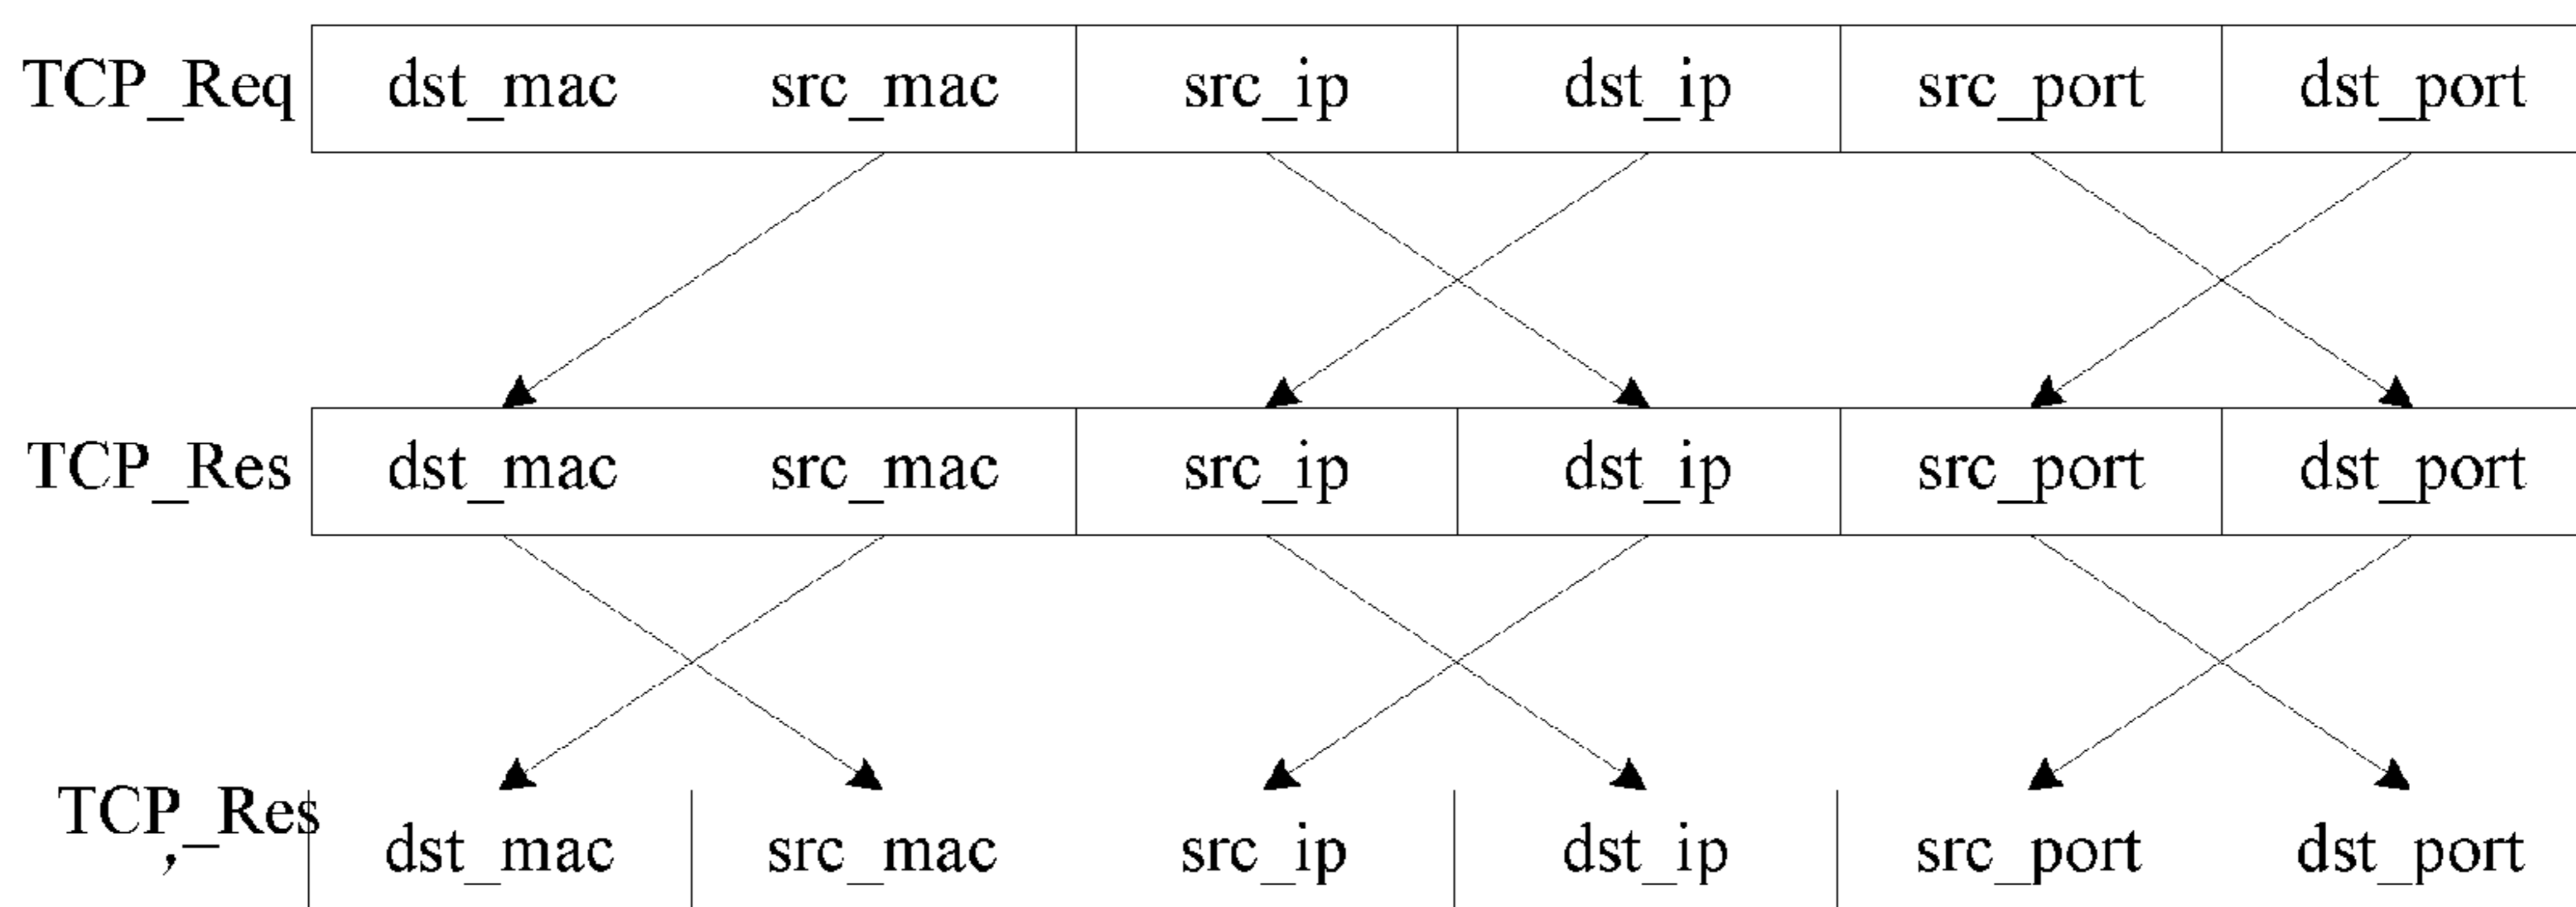 TCP_Req dst_mac src_mac src_ip dst_ip src_port dst_port
TCP_Res dst_mac src_mac src_ip dst_ip src_port dst_port
TCP_Res
, dst_mac src_mac src_ip dst_ip src_port dst_port